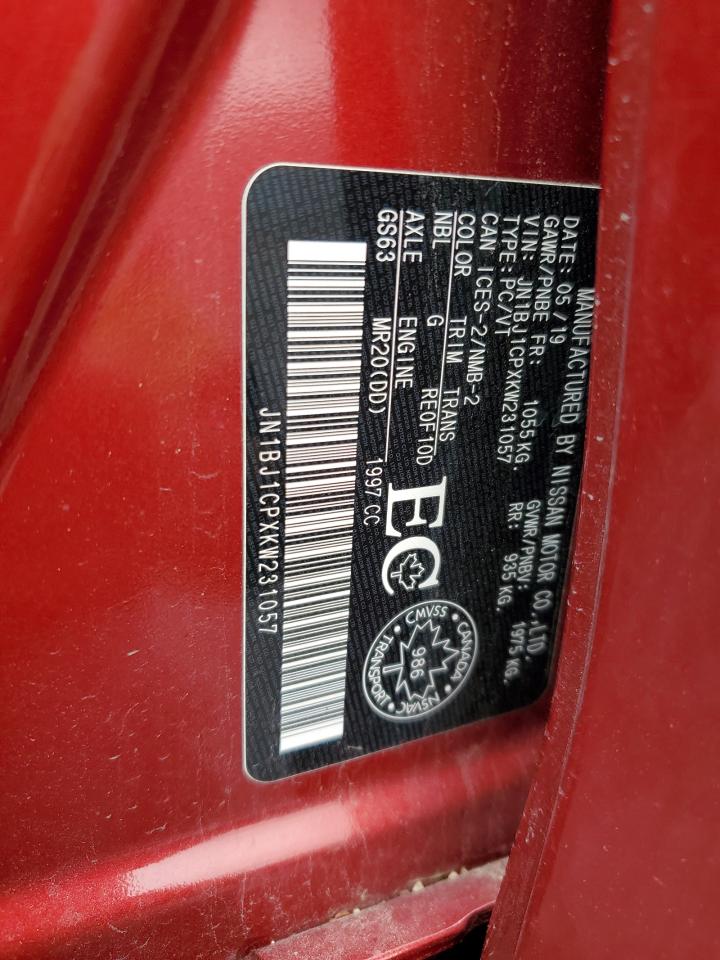 MANUFACTURED BY NISSAN MOTOR CO.,LTD.
DATE: 05/19 GVWR/PNBV: 1975 KG.
GAWR/PNBE FR: 1055 KG. RR: 935 KG.
VIN: JN1BJ1CPXKW231057
TYPE: PC/VT
CAN ICES-2/NMB-2
COLOR TRIM TRANS
NBL G RE0F10D
AXLE ENGINE
GS63 MR20(DD) 1997 CC
EC
CMVSS • CANADA • NSVAC • TRANSPORT •
986
JN1BJ1CPXKW231057